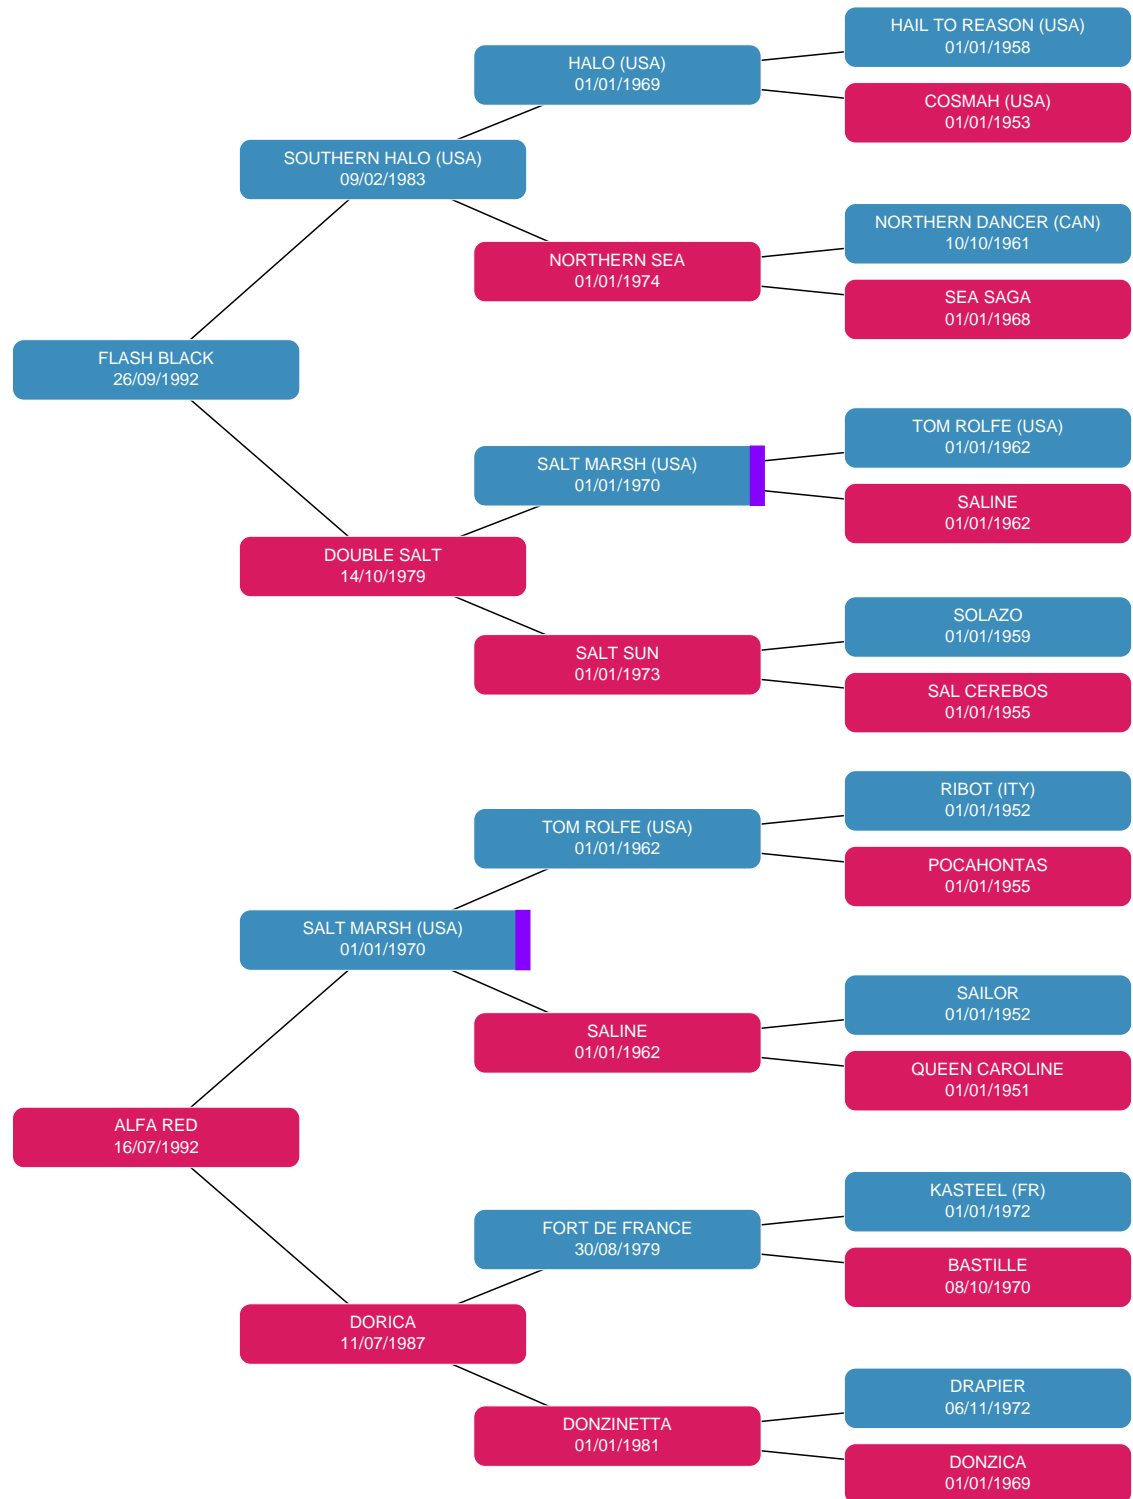 HAIL TO REASON (USA)
01/01/1958
HALO (USA)
01/01/1969
COSMAH (USA)
01/01/1953
SOUTHERN HALO (USA)
09/02/1983
NORTHERN DANCER (CAN)
10/10/1961
NORTHERN SEA
01/01/1974
SEA SAGA
01/01/1968
FLASH BLACK
26/09/1992
TOM ROLFE (USA)
01/01/1962
SALT MARSH (USA)
01/01/1970
SALINE
01/01/1962
DOUBLE SALT
14/10/1979
SOLAZO
01/01/1959
SALT SUN
01/01/1973
SAL CEREBOS
01/01/1955
RIBOT (ITY)
01/01/1952
TOM ROLFE (USA)
01/01/1962
POCAHONTAS
01/01/1955
SALT MARSH (USA)
01/01/1970
SAILOR
01/01/1952
SALINE
01/01/1962
QUEEN CAROLINE
01/01/1951
ALFA RED
16/07/1992
KASTEEL (FR)
01/01/1972
FORT DE FRANCE
30/08/1979
BASTILLE
08/10/1970
DORICA
11/07/1987
DRAPIER
06/11/1972
DONZINETTA
01/01/1981
DONZICA
01/01/1969